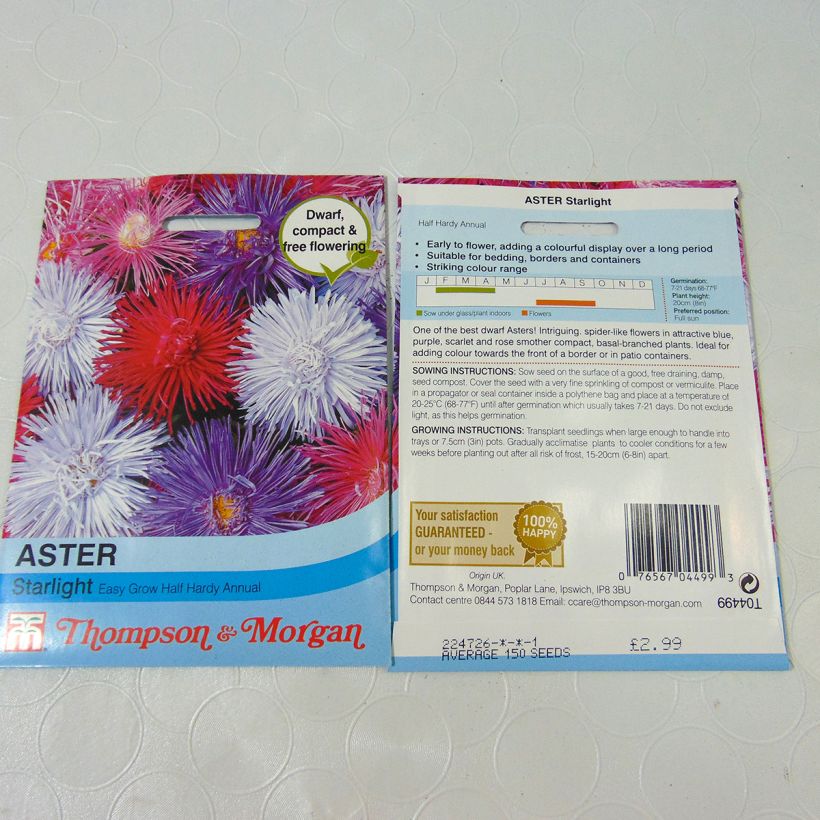 Dwarf,
compact &
free flowering
ASTER
Starlight Easy Grow Half Hardy Annual
Thompson & Morgan
ASTER Starlight
Half Hardy Annual
• Early to flower, adding a colourful display over a long period
• Suitable for bedding, borders and containers
• Striking colour range
J F M A M J J A S O N D
Sow under glass/plant indoors Flowers
Germination:
7-21 days 68-77°F
Plant height:
20cm (8in)
Preferred position:
Full sun
One of the best dwarf Asters! Intriguing, spider-like flowers in attractive blue,
purple, scarlet and rose smother compact, basal-branched plants. Ideal for
adding colour towards the front of a border or in patio containers.
SOWING INSTRUCTIONS: Sow seed on the surface of a good, free draining, damp,
seed compost. Cover the seed with a very fine sprinkling of compost or vermiculite. Place
in a propagator or seal container inside a polythene bag and place at a temperature of
20-25°C (68-77°F) until after germination which usually takes 7-21 days. Do not exclude
light, as this helps germination.
GROWING INSTRUCTIONS: Transplant seedlings when large enough to handle into
trays or 7.5cm (3in) pots. Gradually acclimatise plants to cooler conditions for a few
weeks before planting out after all risk of frost, 15-20cm (6-8in) apart.
Your satisfaction
GUARANTEED -
or your money back
100%
HAPPY
0 76567 04499 3
T04499
Origin UK.
Thompson & Morgan, Poplar Lane, Ipswich, IP8 3BU
Contact centre 0844 573 1818 Email: ccare@thompson-morgan.com
224726-*-*-1 £2.99
AVERAGE 150 SEEDS